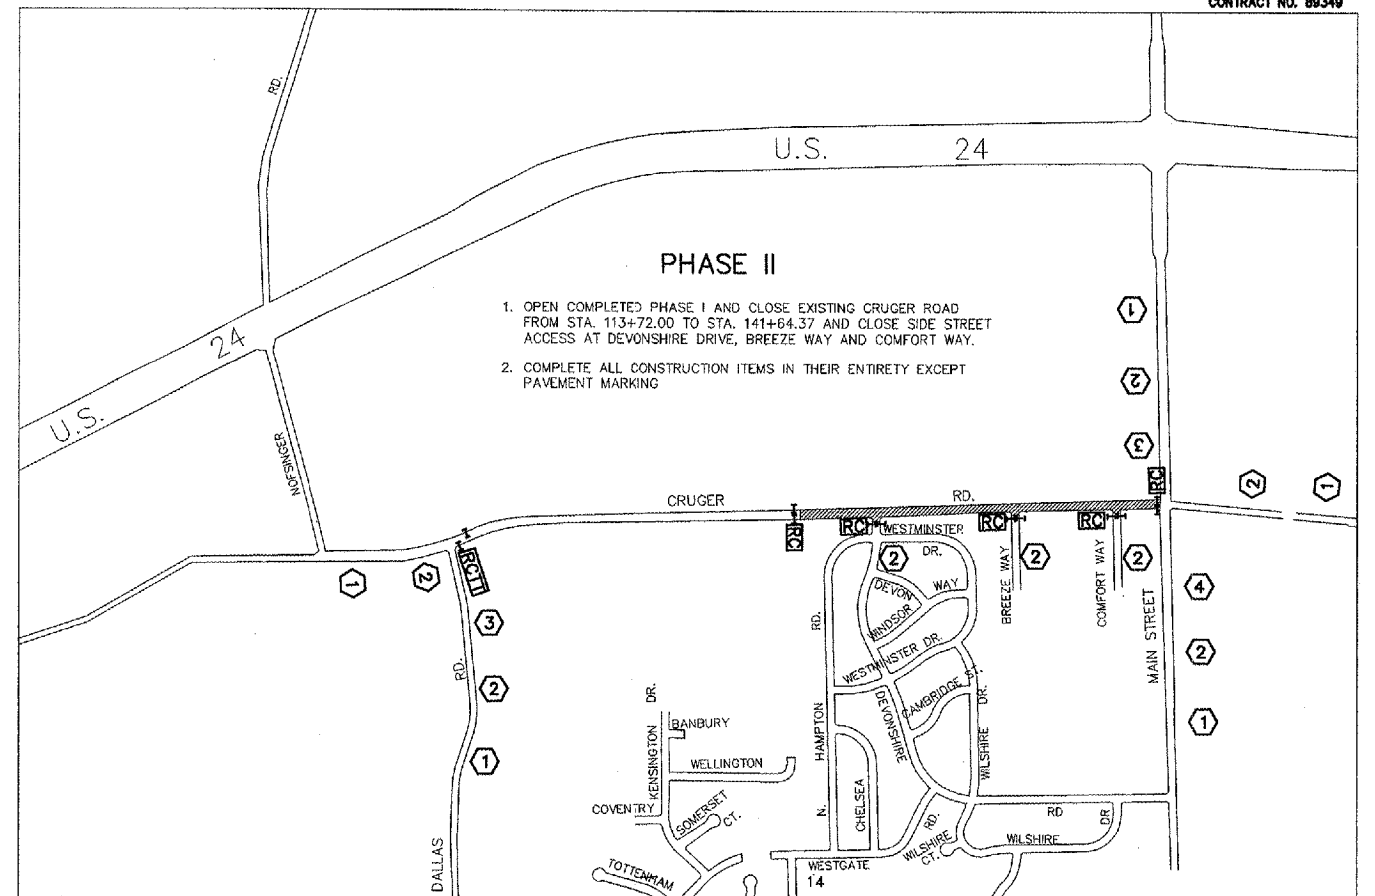 CONTRACT NO. 89349
RD.
U.S. 24
PHASE II
1. OPEN COMPLETED PHASE I AND CLOSE EXISTING CRUGER ROAD
FROM STA. 113+72.00 TO STA. 141+64.37 AND CLOSE SIDE STREET
ACCESS AT DEVONSHIRE DRIVE, BREEZE WAY AND COMFORT WAY.
2. COMPLETE ALL CONSTRUCTION ITEMS IN THEIR ENTIRETY EXCEPT
PAVEMENT MARKING
1
2
3
U.S. 24
NOFSINGER
CRUGER RD.
RC
2
1
RC
RC
RC
RC
WESTMINSTER
DR.
2
BREEZE WAY
2
COMFORT WAY
2
MAIN STREET
4
2
1
1
2
RCTT
3
2
1
RD.
DALLAS
DEVON
WAY
WINDSOR
WESTMINSTER DR.
CAMBRIDGE ST.
DEVONSHIRE
WILSHIRE DR.
N. HAMPTON RD.
CHELSEA
KENSINGTON DR.
BANBURY
WELLINGTON
COVENTRY
SOMERSET
CT.
TOTTENHAM
WESTGATE
RD.
WILSHIRE
CT.
RD
WILSHIRE
DR
14